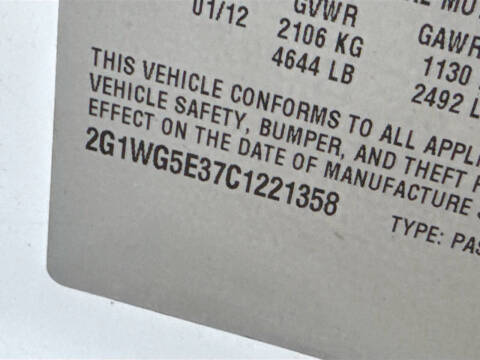 01/12 GVWR GAWR
2106 KG 1130
4644 LB 2492
THIS VEHICLE CONFORMS TO ALL
VEHICLE SAFETY, BUMPER, AND THEFT
EFFECT ON THE DATE OF MANUFACTURE
2G1WG5E37C1221358
TYPE: